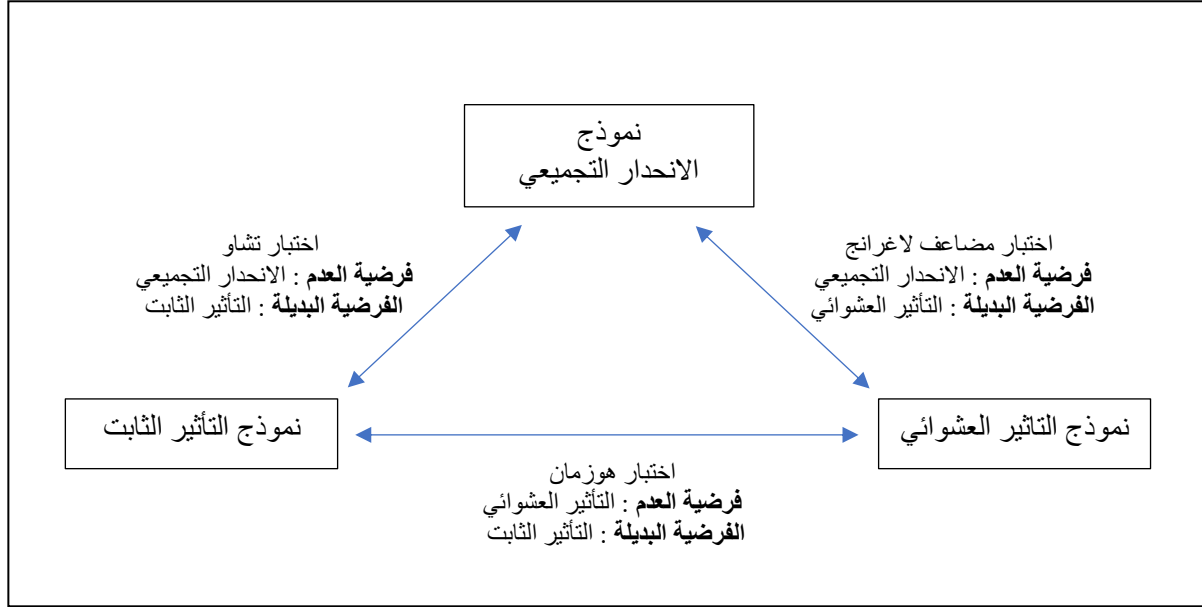 نموذج
الانحدار التجميعي
اختبار مضاعف لاغرانج
فرضية العدم : الانحدار التجميعي
الفرضية البديلة : التأثير العشوائي
اختبار تشاو
فرضية العدم : الانحدار التجميعي
الفرضية البديلة : التأثير الثابت
نموذج التاثير العشوائي
نموذج التأثير الثابت
اختبار هوزمان
فرضية العدم : التأثير العشوائي
الفرضية البديلة : التأثير الثابت